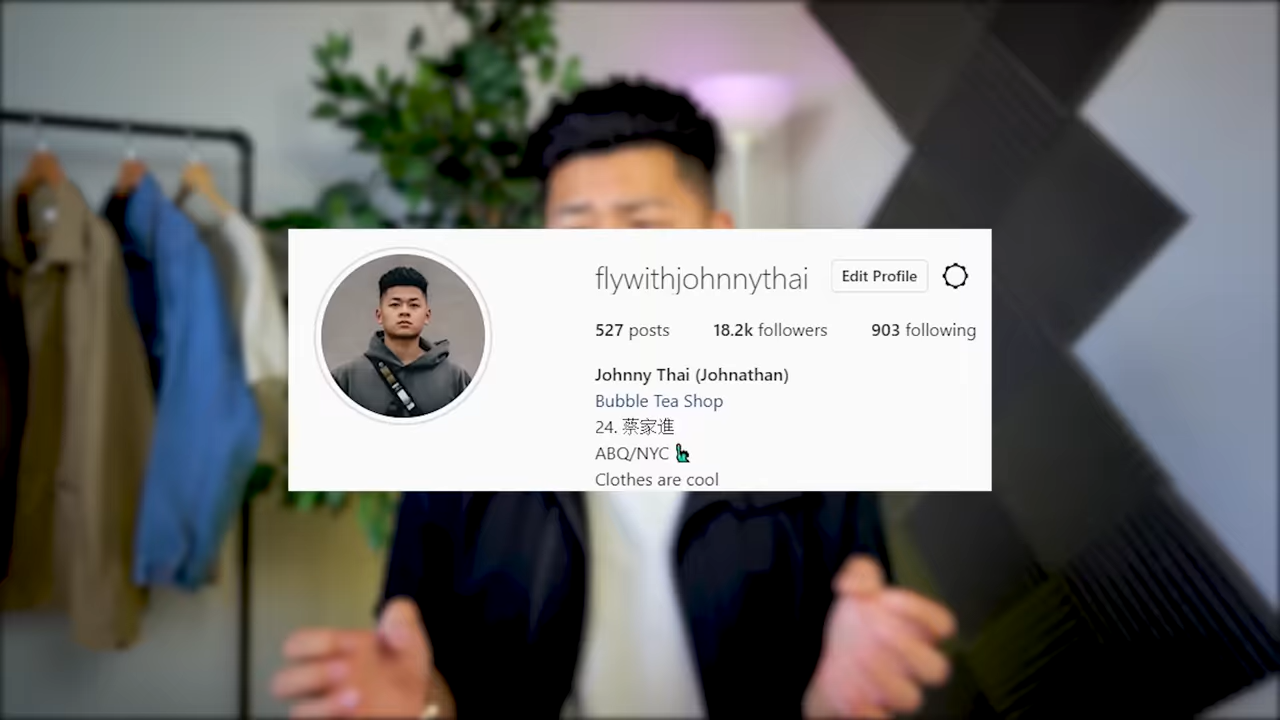 flywithjohnnythai Edit Profile
527 posts 18.2k followers 903 following
Johnny Thai (Johnathan)
Bubble Tea Shop
24. 蔡家進
ABQ/NYC
Clothes are cool